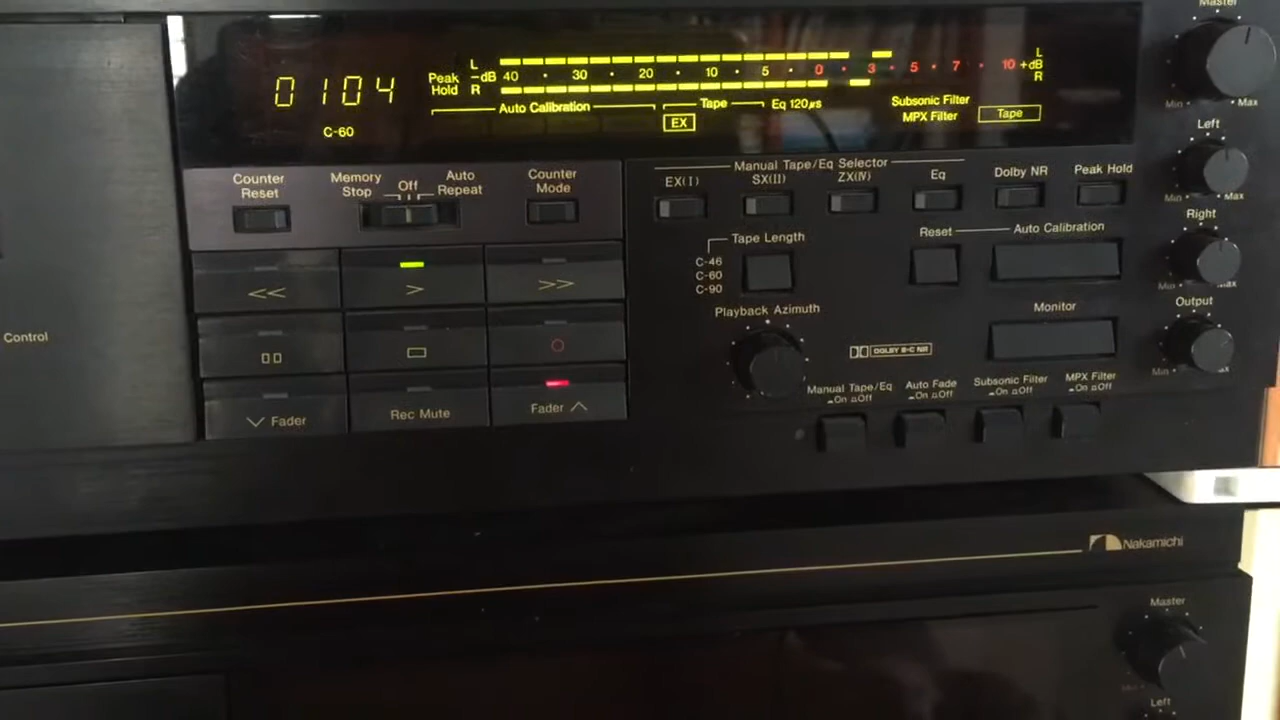 Master
Min Max
0104
C-60
Peak Hold
L
-dB 40 30 20 10 5 0 3 5 7 10 +dB
R
L
R
Auto Calibration
Tape
EX
Eq 120µs
Subsonic Filter
MPX Filter
Tape
Left
Min Max
Counter Reset
Memory Stop
Off
Auto Repeat
Counter Mode
Manual Tape/Eq Selector
EX(I)
SX(II)
ZX(IV)
Eq
Dolby NR
Peak Hold
Right
Min Max
Tape Length
C-46
C-60
C-90
Reset
Auto Calibration
<<
>
>>
Output
Min
Control
Playback Azimuth
Monitor
DOLBY B-C NR
Manual Tape/Eq
On Off
Auto Fade
On Off
Subsonic Filter
On Off
MPX Filter
On Off
Fader
Rec Mute
Fader
Nakamichi
Master
Left